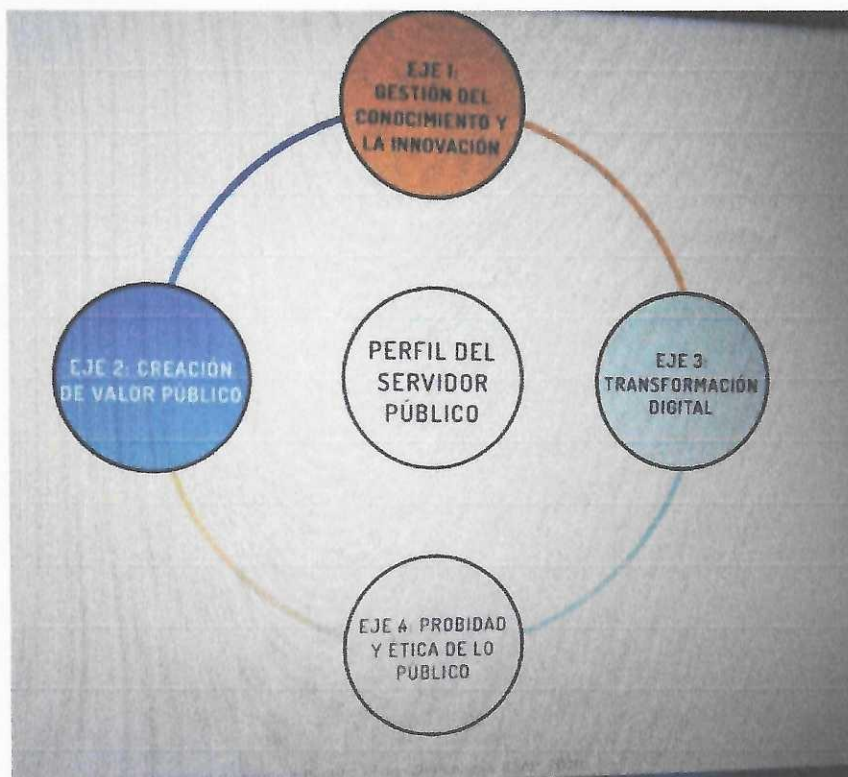 EJE 1:
GESTIÓN DEL
CONOCIMIENTO Y
LA INNOVACIÓN
EJE 2: CREACIÓN
DE VALOR PÚBLICO
PERFIL DEL
SERVIDOR
PÚBLICO
EJE 3:
TRANSFORMACIÓN
DIGITAL
EJE 4: PROBIDAD
Y ÉTICA DE LO
PÚBLICO